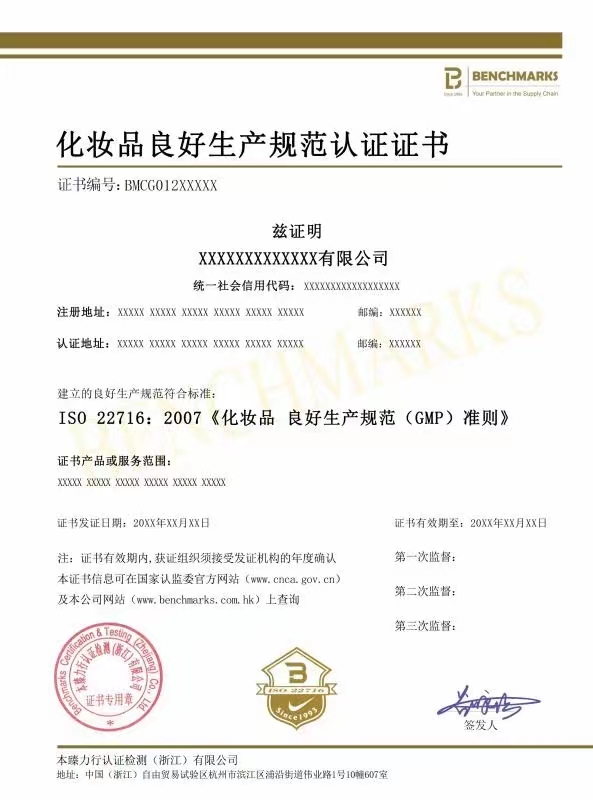 BENCHMARKS
Since 1993
Your Partner in the Supply Chain
化妆品良好生产规范认证证书
证书编号: BMCG012XXXXX
兹证明
XXXXXXXXXXXXX有限公司
统一社会信用代码: XXXXXXXXXXXXXXXXXX
注册地址: XXXXX XXXXX XXXXX XXXXX XXXXX XXXXX 邮编: XXXXXX
认证地址: XXXXX XXXXX XXXXX XXXXX XXXXX XXXXX 邮编: XXXXXX
BENCHMARKS
建立的良好生产规范符合标准:
ISO 22716: 2007《化妆品 良好生产规范（GMP）准则》
证书产品或服务范围:
XXXXX XXXXX XXXXX XXXXX XXXXX XXXXX
证书发证日期: 20XX年XX月XX日 证书有效期至: 20XX年XX月XX日
注: 证书有效期内,获证组织须接受发证机构的年度确认 第一次监督:
本证书信息可在国家认监委官方网站（www.cnca.gov.cn） 第二次监督:
及本公司网站（www.benchmarks.com.hk）上查询
第三次监督:
Benchmarks Certification & Testing (Zhejiang) Co., Ltd
本臻力行认证检测（浙江）有限公司
证书专用章
ISO 22716
Since1993
签发人
本臻力行认证检测（浙江）有限公司
地址: 中国（浙江）自由贸易试验区杭州市滨江区浦沿街道伟业路1号10幢607室